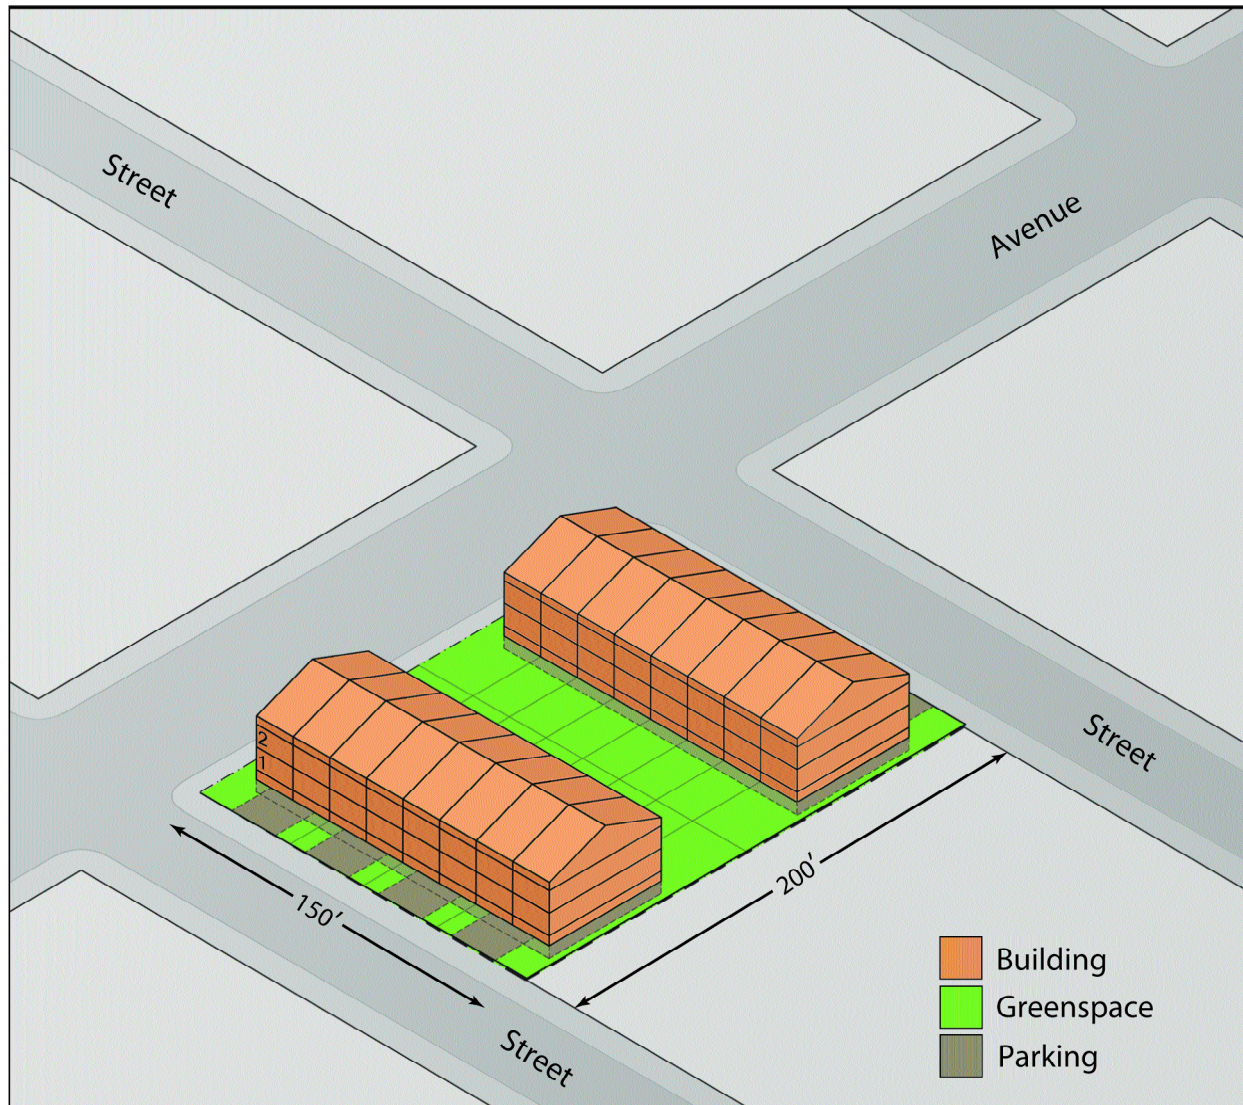 Street
Avenue
2
1
Street
200′
150′
Street
Building
Greenspace
Parking